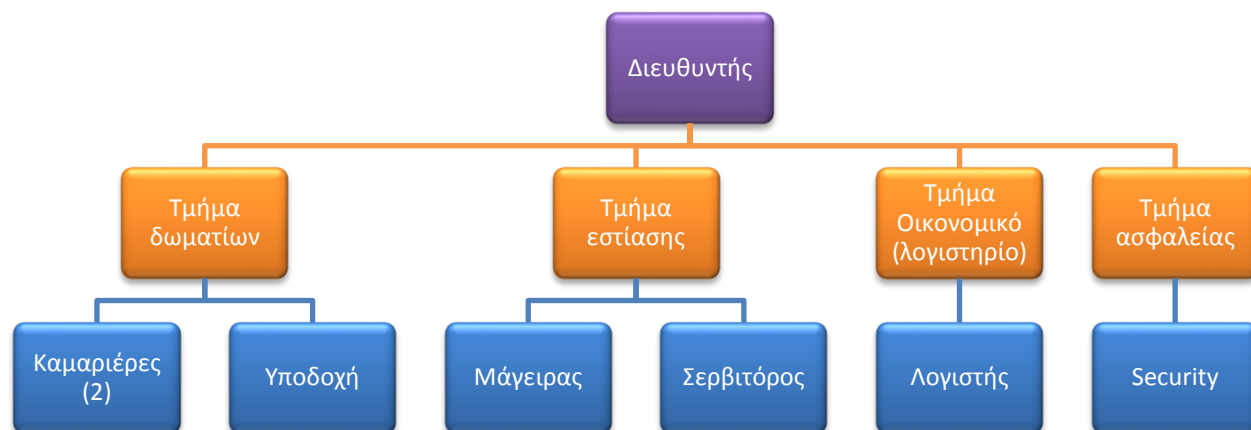 Διευθυντής
Τμήμα
δωματίων
Τμήμα
εστίασης
Τμήμα
Οικονομικό
(λογιστηρίο)
Τμήμα
ασφαλείας
Καμαριέρες
(2)
Υποδοχή
Μάγειρας
Σερβιτόρος
Λογιστής
Security